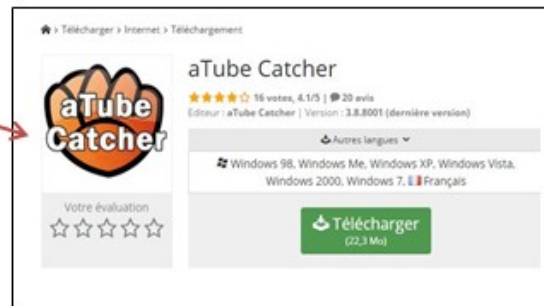 > Télécharger > Internet > Téléchargement
aTube Catcher
16 votes, 4.1/5 | 20 avis
Editeur : aTube Catcher | Version : 3.8.8001 (dernière version)
Autres langues
Windows 98, Windows Me, Windows XP, Windows Vista,
Windows 2000, Windows 7, Français
aTube
Catcher
Votre évaluation
Télécharger
(22,3 Mo)